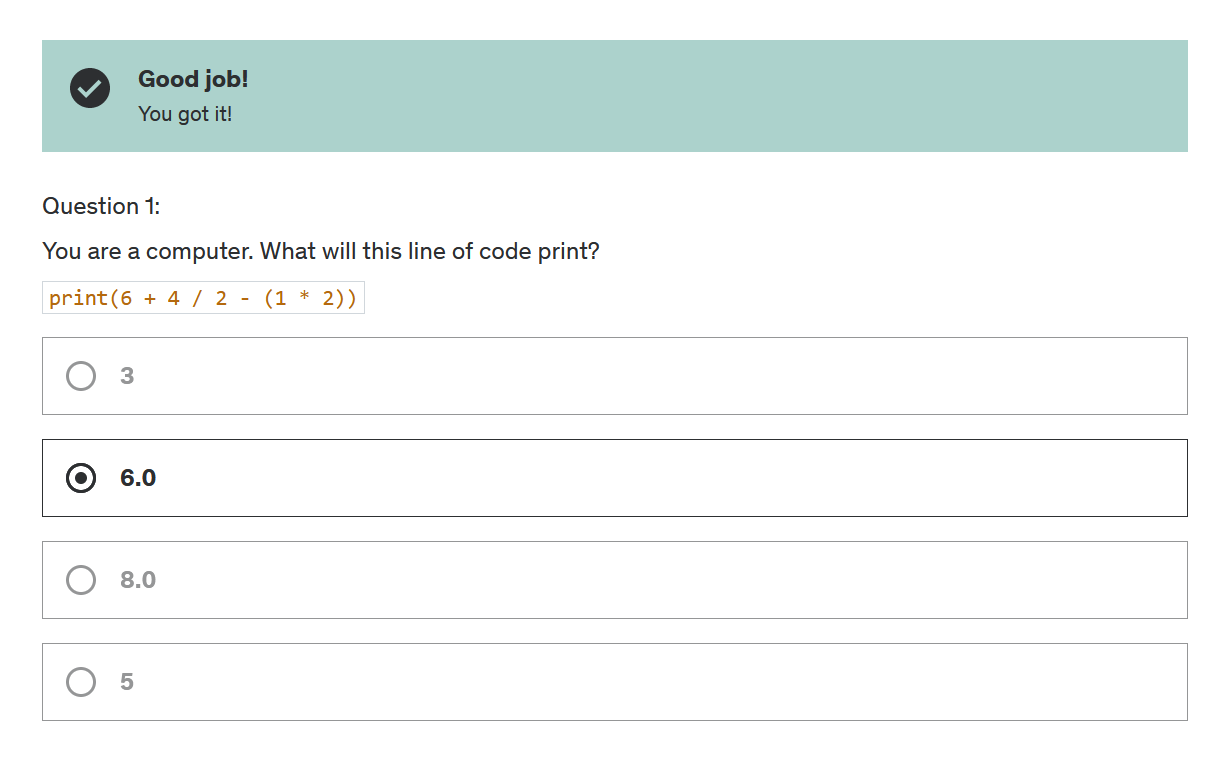 Good job!
You got it!
Question 1:
You are a computer. What will this line of code print?
print(6 + 4 / 2 - (1 * 2))
3
6.0
8.0
5